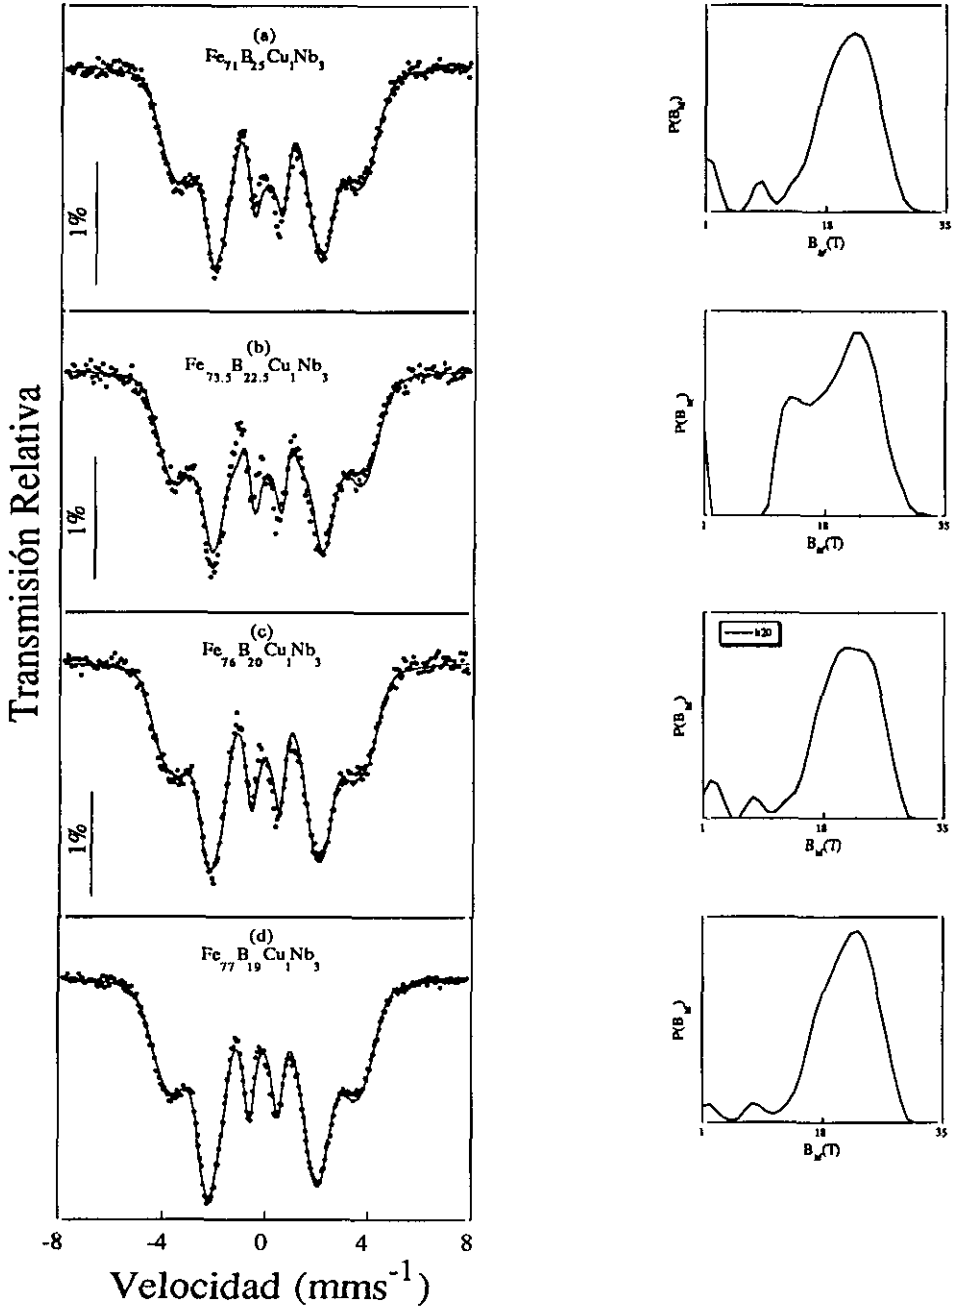 Transmisión Relativa
(a)
Fe71B25Cu1Nb3
1%
(b)
Fe73.5B22.5Cu1Nb3
1%
(c)
Fe76B20Cu1Nb3
1%
(d)
Fe77B19Cu1Nb3
-8 -4 0 4 8
Velocidad (mms-1)
P(Bhf)
1 18 35
Bhf(T)
P(Bhf)
1 18 35
Bhf(T)
b20
P(Bhf)
1 18 35
Bhf(T)
P(Bhf)
1 18 35
Bhf(T)